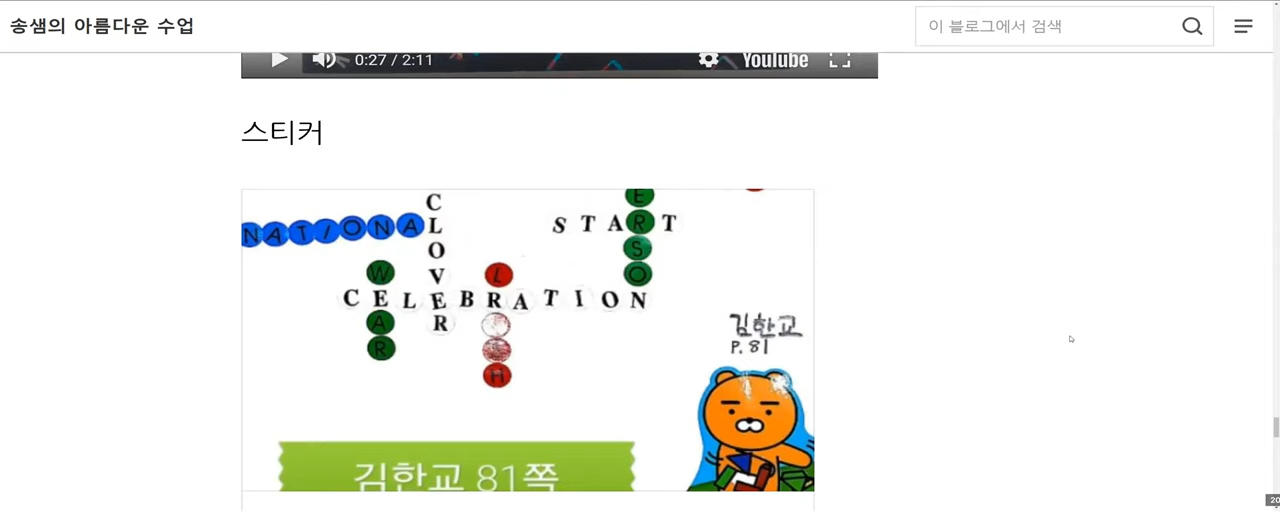 송샘의 아름다운 수업
이 블로그에서 검색
0:27 / 2:11
YouTube
스티커
NATIONAL
CLOVER
START
ERSON
WEAR
CELEBRATION
김한교
P. 81
김한교 81쪽
20